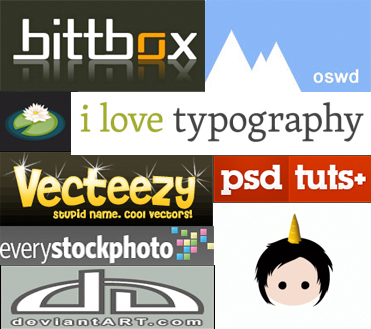 bittbox
oswd
i love typography
Vecteezy
stupid name. cool vectors!
psd tuts+
everystockphoto
deviantART.com